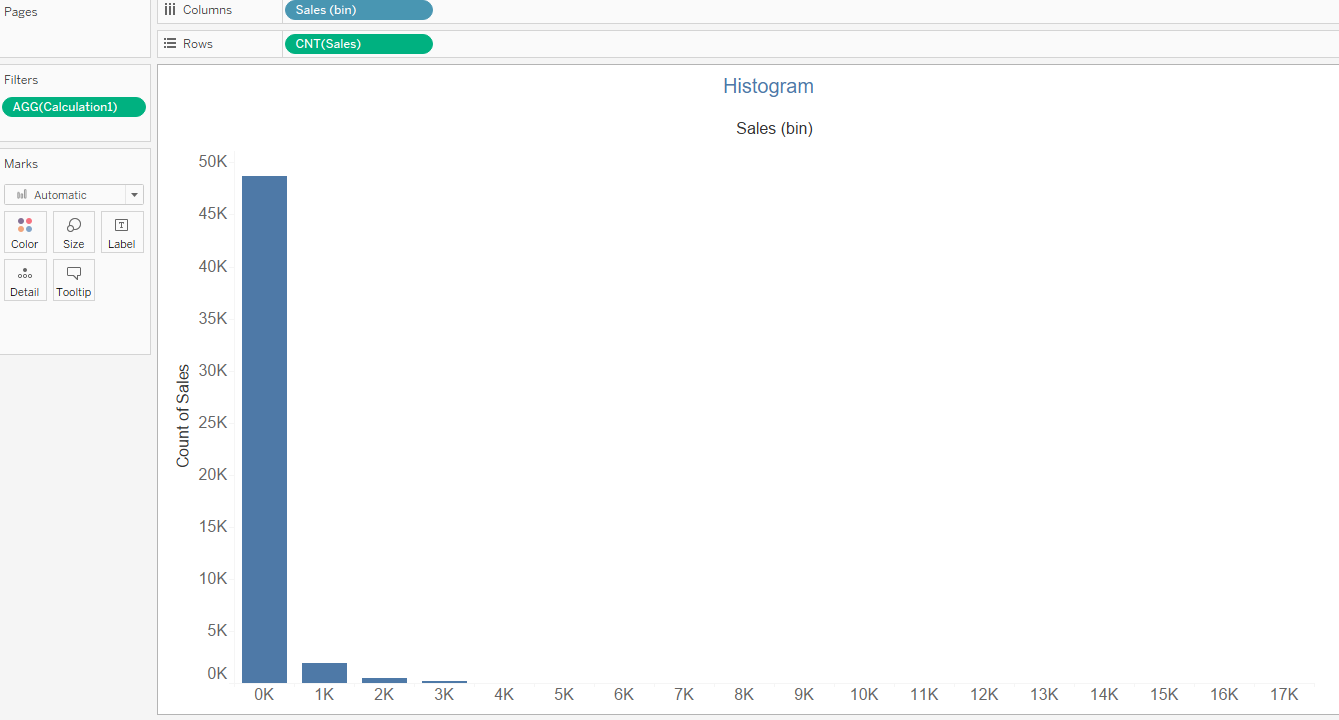 Pages
Columns
Sales (bin)
Rows
CNT(Sales)
Filters
AGG(Calculation1)
Marks
Automatic
Color
Size
Label
Detail
Tooltip
Histogram
Sales (bin)
Count of Sales
50K
45K
40K
35K
30K
25K
20K
15K
10K
5K
0K
0K 1K 2K 3K 4K 5K 6K 7K 8K 9K 10K 11K 12K 13K 14K 15K 16K 17K